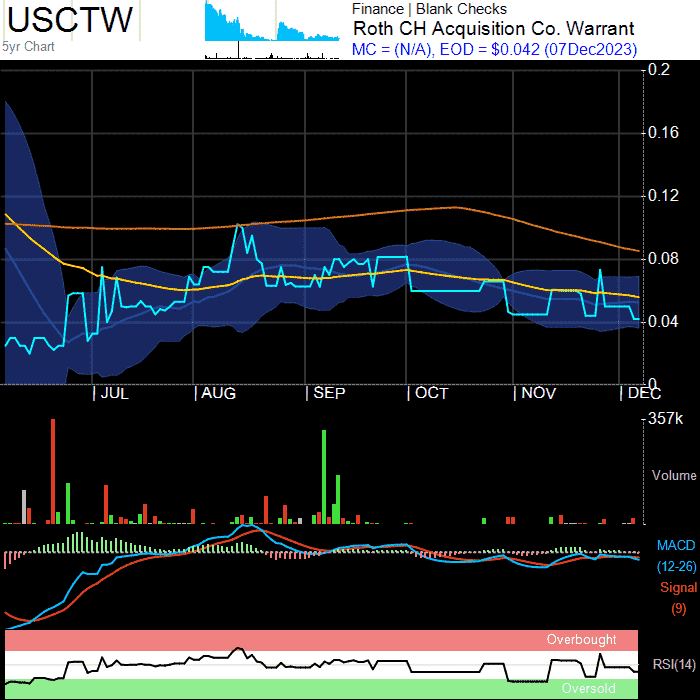 USCTW
5yr Chart
Finance | Blank Checks
Roth CH Acquisition Co. Warrant
MC = (N/A), EOD = $0.042 (07Dec2023)
0.2
0.16
0.12
0.08
0.04
0
JUL AUG SEP OCT NOV DEC
357k
Volume
MACD
(12-26)
Signal
(9)
Overbought
RSI(14)
Oversold